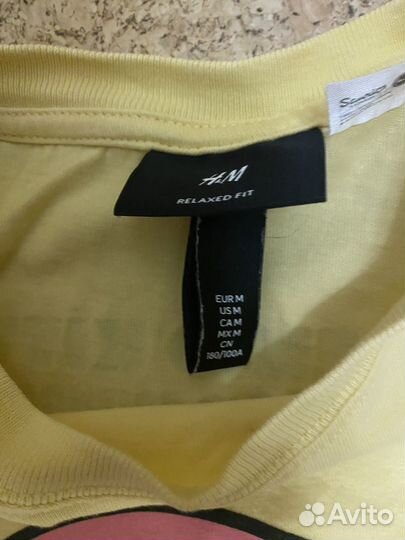 H&M
RELAXED FIT
EUR M
US M
CA M
MX M
CN
180/100A
Avito